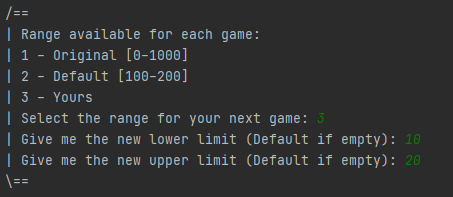 /==
| Range available for each game:
| 1 - Original [0-1000]
| 2 - Default [100-200]
| 3 - Yours
| Select the range for your next game: 3
| Give me the new lower limit (Default if empty): 10
| Give me the new upper limit (Default if empty): 20
\==